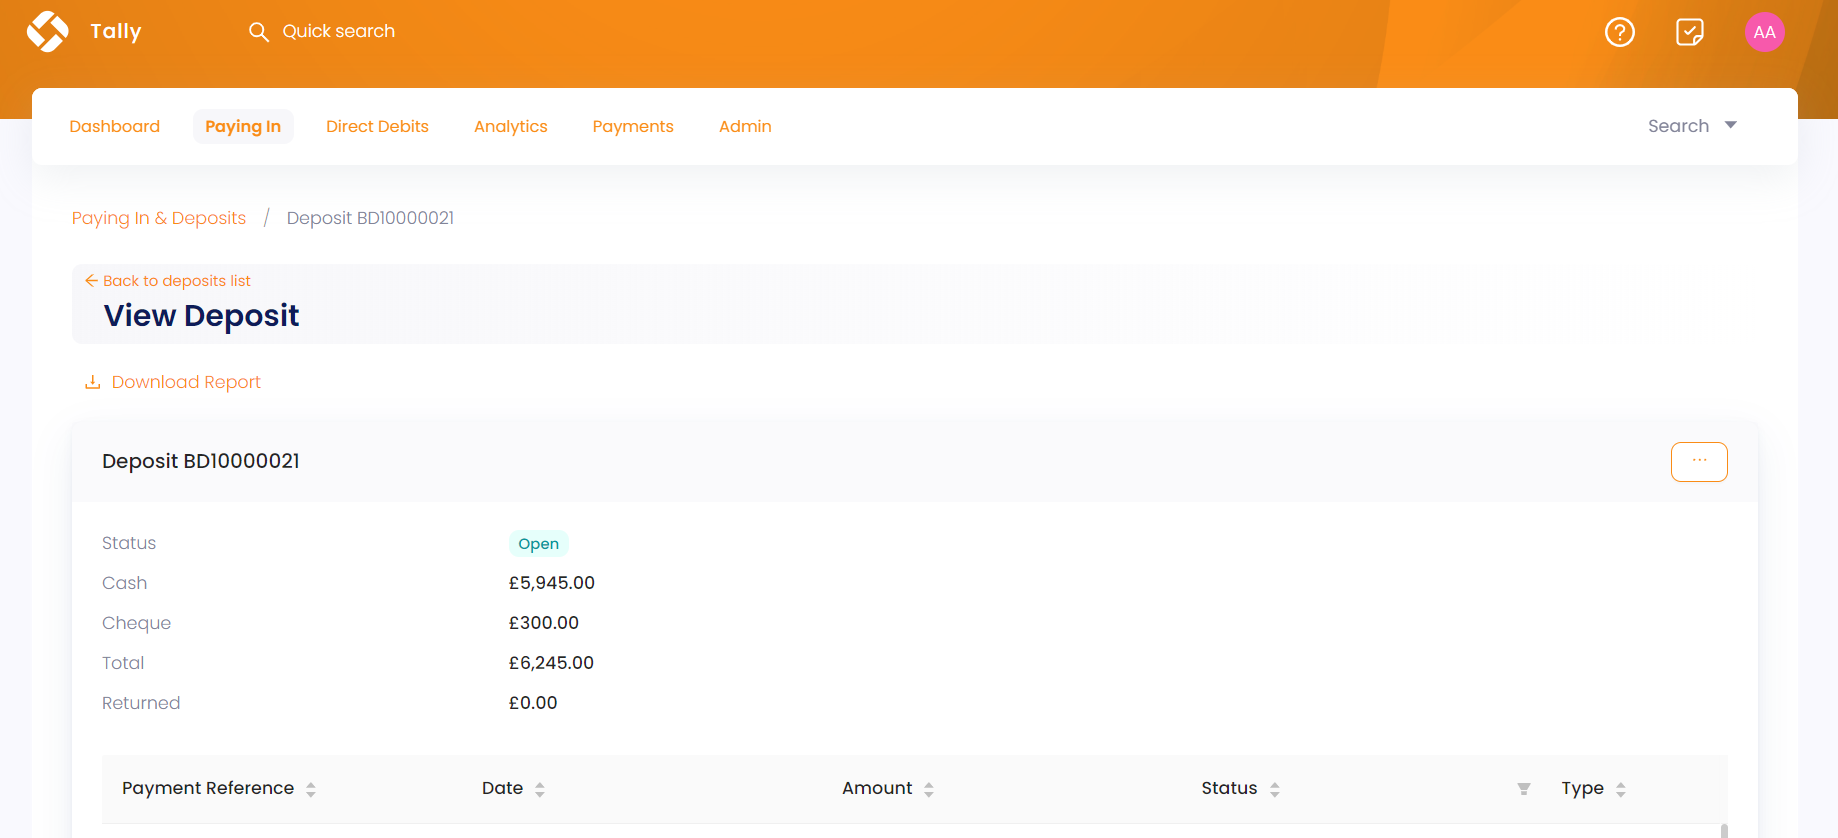 Tally
Quick search
AA
Dashboard Paying In Direct Debits Analytics Payments Admin Search
Paying In & Deposits / Deposit BD10000021
Back to deposits list
View Deposit
Download Report
Deposit BD10000021
...
Status Open
Cash £5,945.00
Cheque £300.00
Total £6,245.00
Returned £0.00
Payment Reference Date Amount Status Type